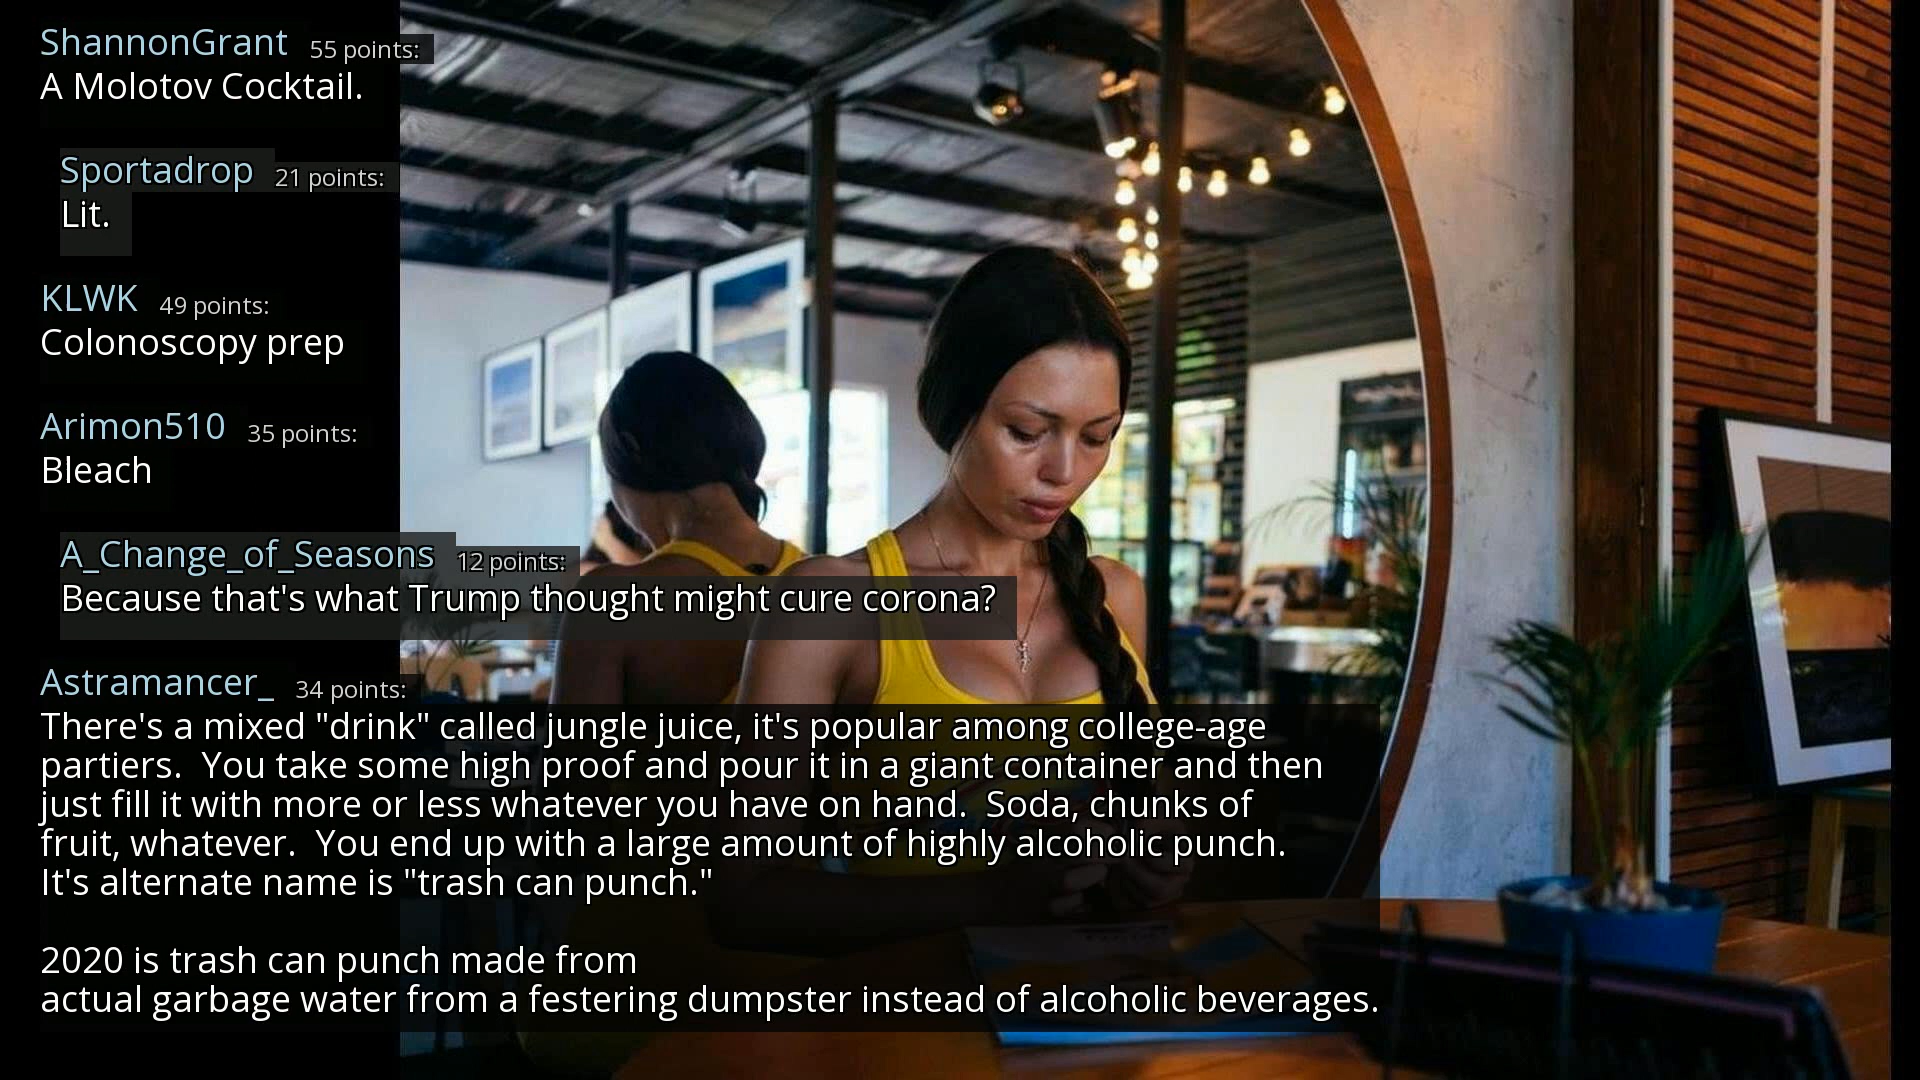 ShannonGrant 55 points:
A Molotov Cocktail.
Sportadrop 21 points:
Lit.
KLWK 49 points:
Colonoscopy prep
Arimon510 35 points:
Bleach
A_Change_of_Seasons 12 points:
Because that's what Trump thought might cure corona?
Astramancer_ 34 points:
There's a mixed "drink" called jungle juice, it's popular among college-age
partiers.  You take some high proof and pour it in a giant container and then
just fill it with more or less whatever you have on hand.  Soda, chunks of
fruit, whatever.  You end up with a large amount of highly alcoholic punch.
It's alternate name is "trash can punch."
2020 is trash can punch made from
actual garbage water from a festering dumpster instead of alcoholic beverages.